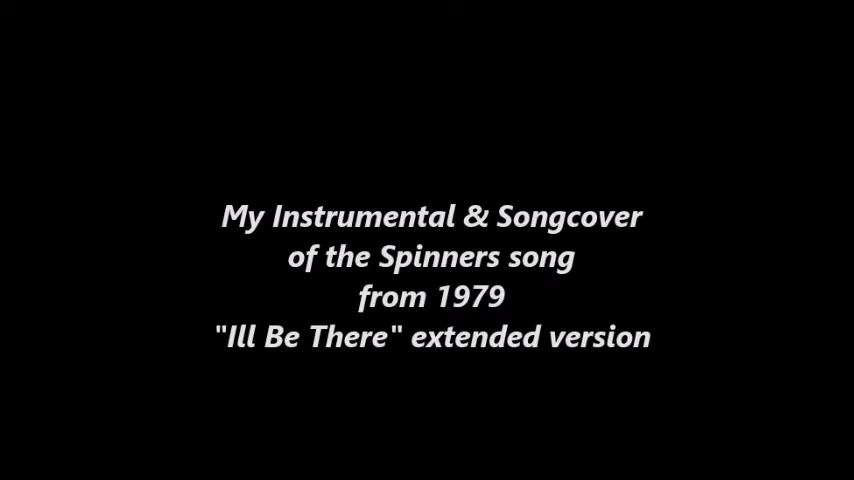 My Instrumental & Songcover
of the Spinners song
from 1979
"Ill Be There" extended version